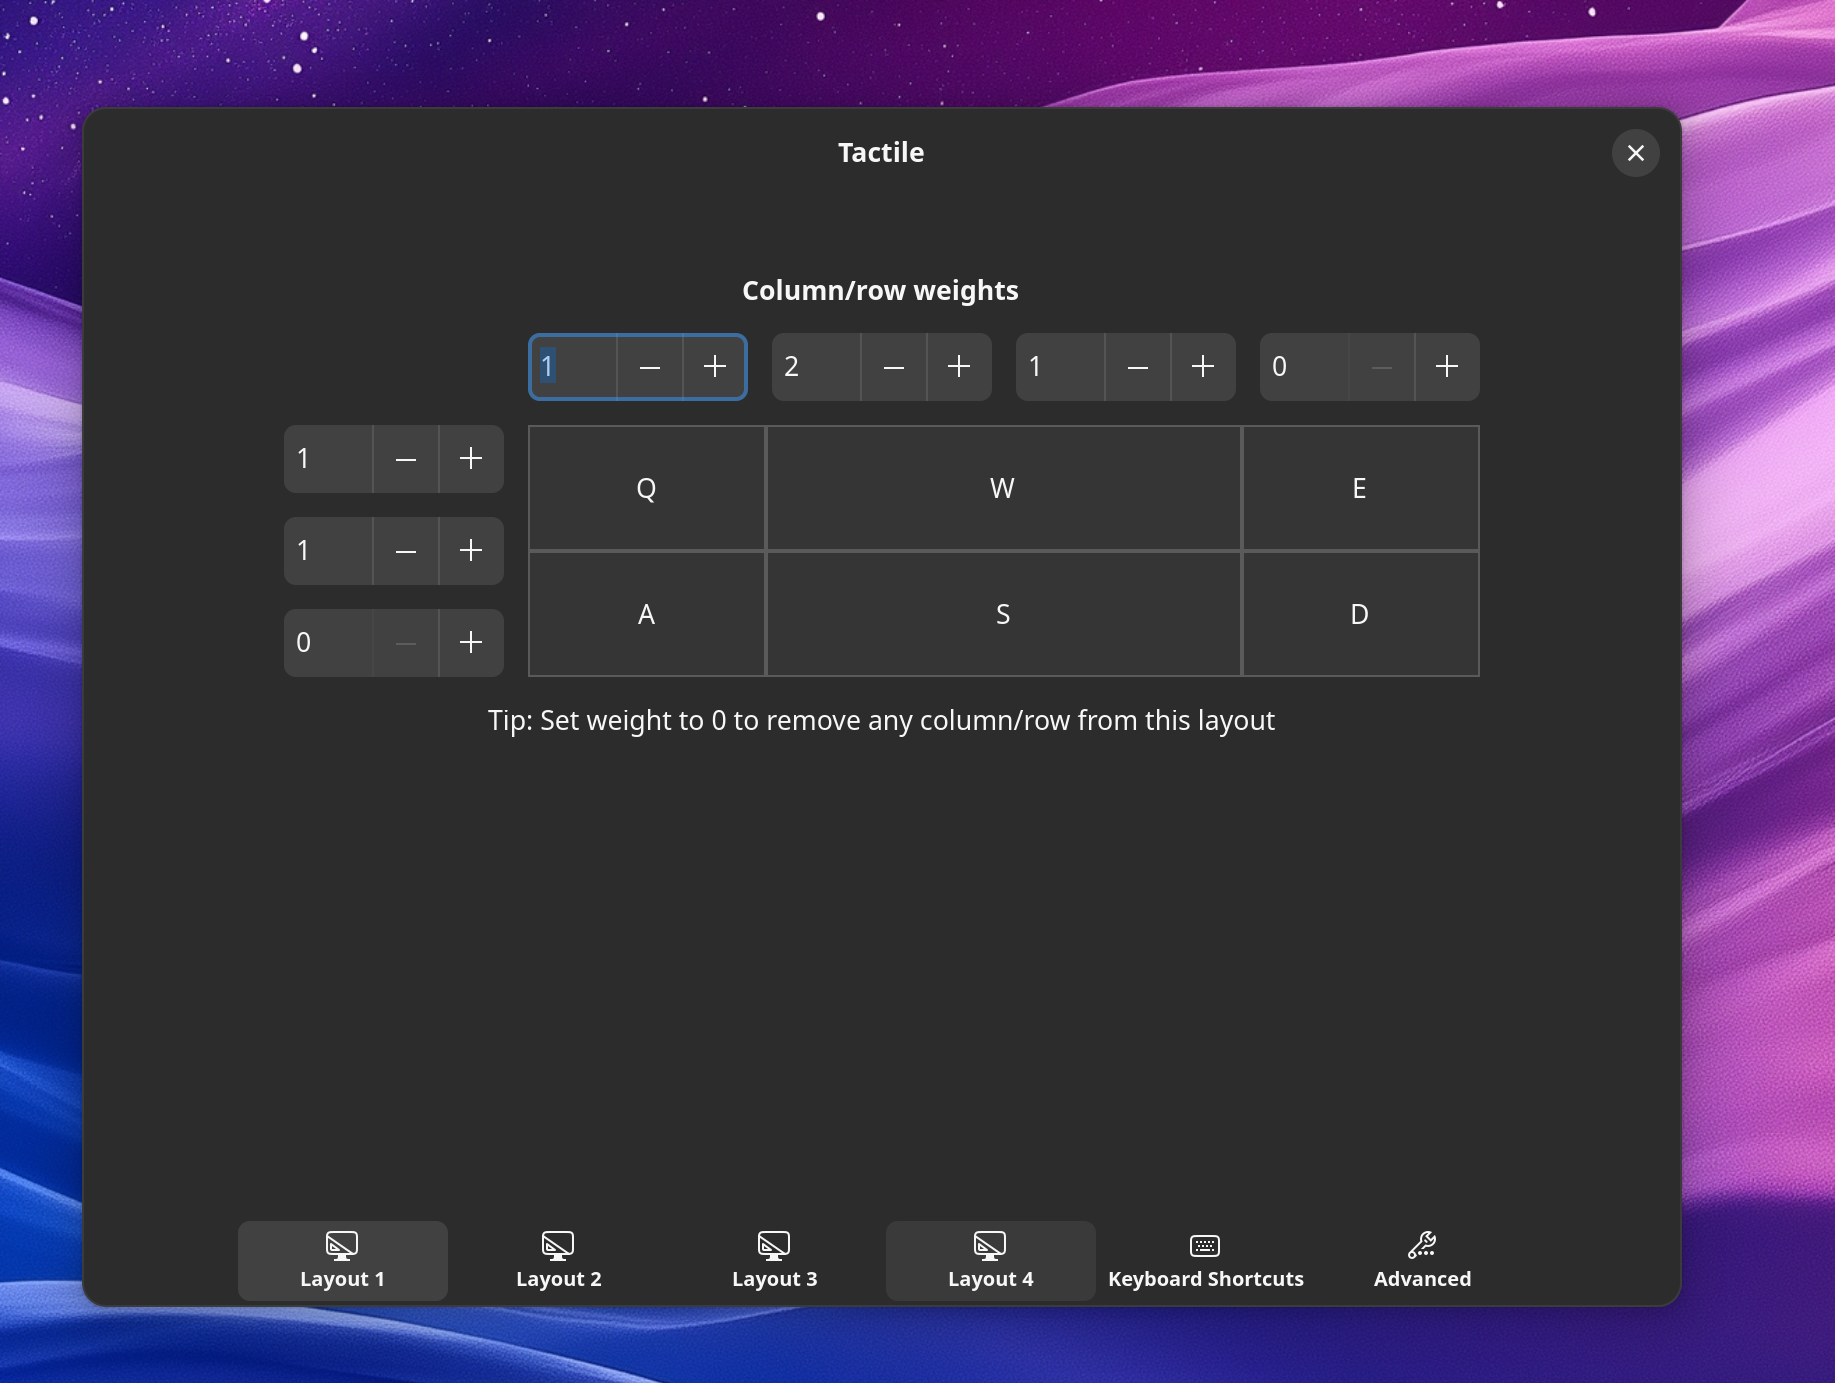 Tactile
Column/row weights
1 2 1 0
1
1
0
Q W E
A S D
Tip: Set weight to 0 to remove any column/row from this layout
Layout 1 Layout 2 Layout 3 Layout 4 Keyboard Shortcuts Advanced